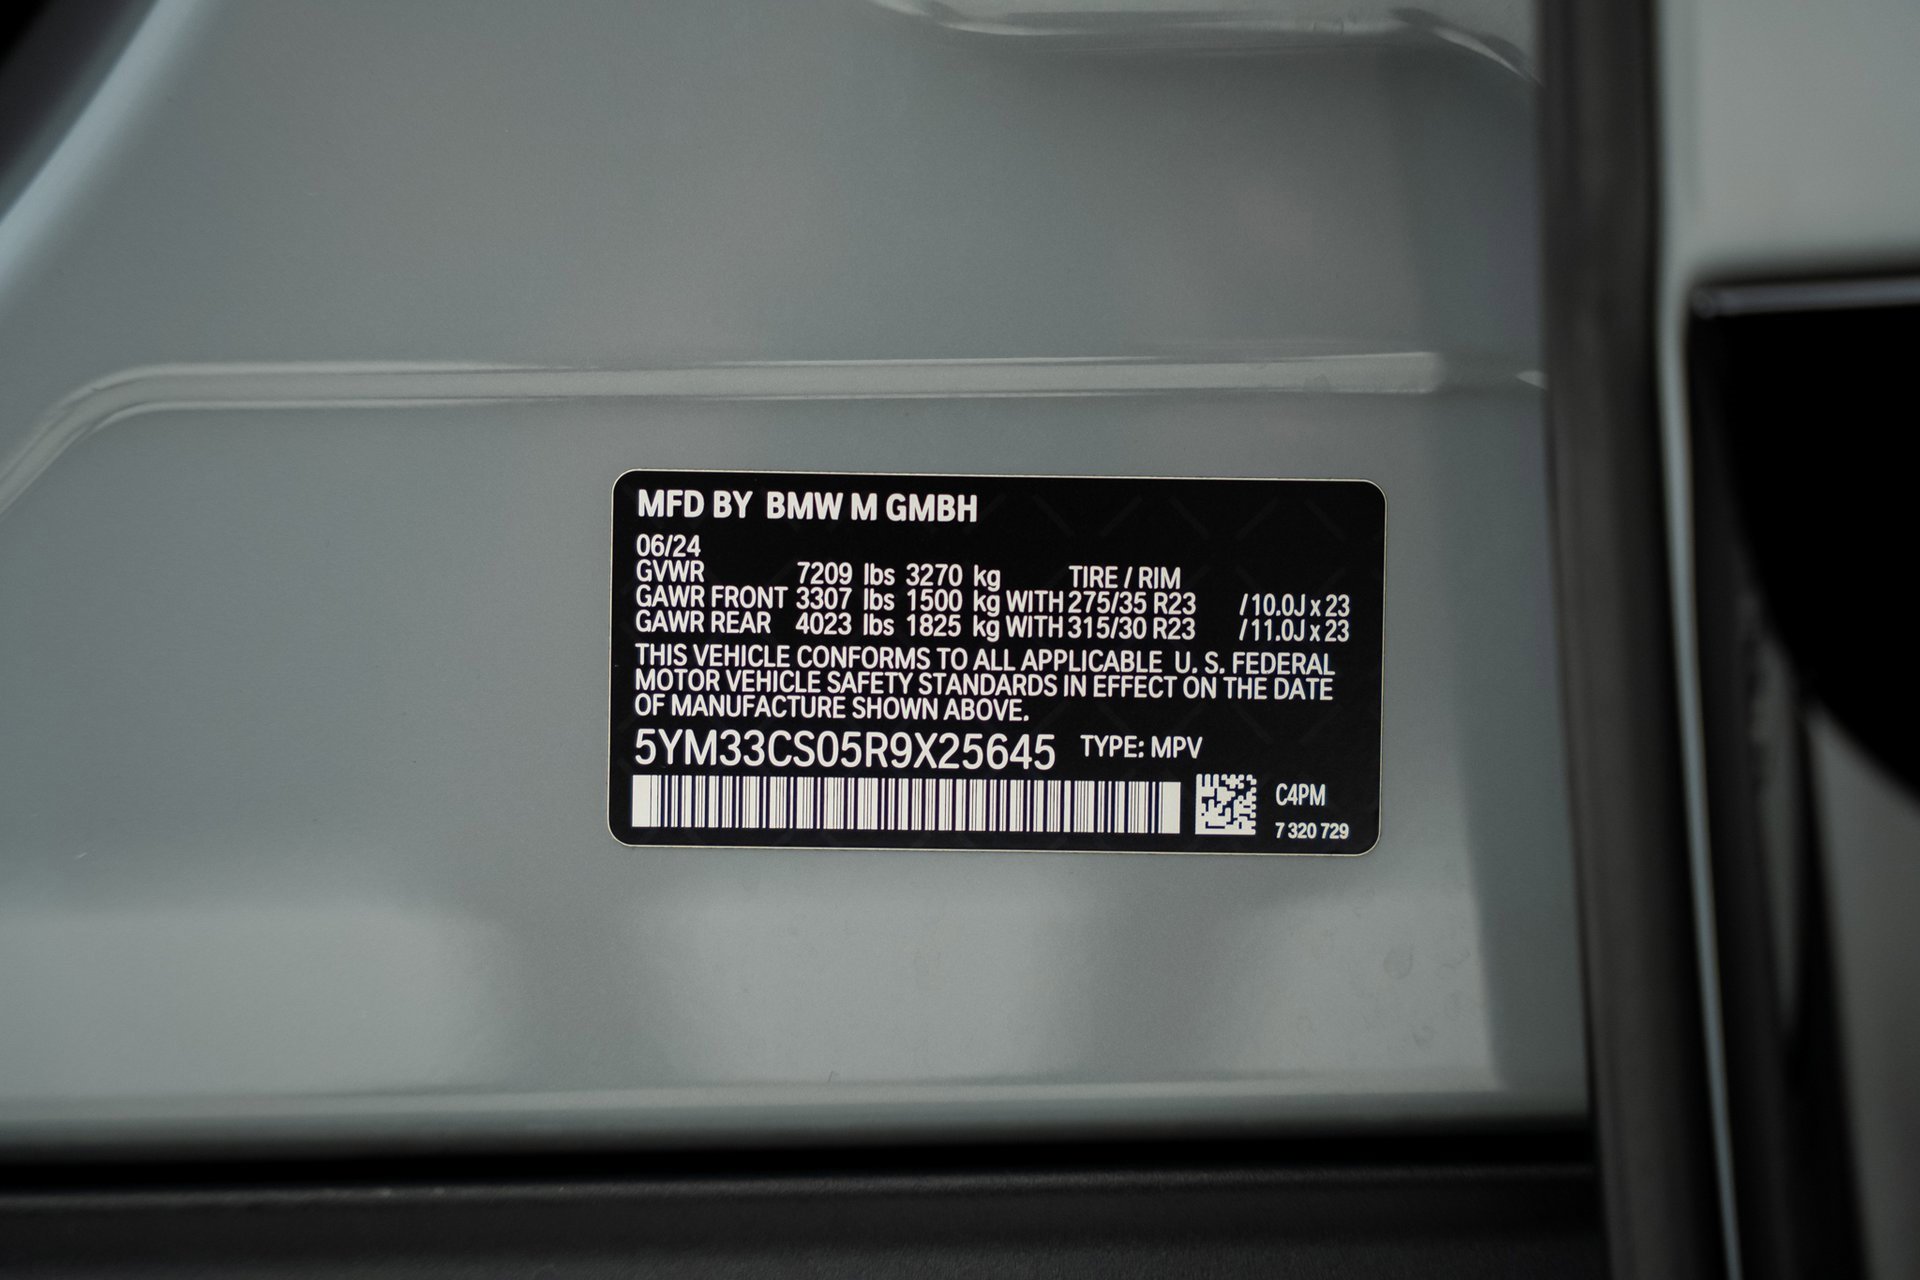 MFD BY BMW M GMBH
06/24
GVWR 7209 lbs 3270 kg TIRE / RIM
GAWR FRONT 3307 lbs 1500 kg WITH 275/35 R23 / 10.0J x 23
GAWR REAR 4023 lbs 1825 kg WITH 315/30 R23 / 11.0J x 23
THIS VEHICLE CONFORMS TO ALL APPLICABLE U. S. FEDERAL
MOTOR VEHICLE SAFETY STANDARDS IN EFFECT ON THE DATE
OF MANUFACTURE SHOWN ABOVE.
5YM33CS05R9X25645 TYPE: MPV
C4PM
7 320 729